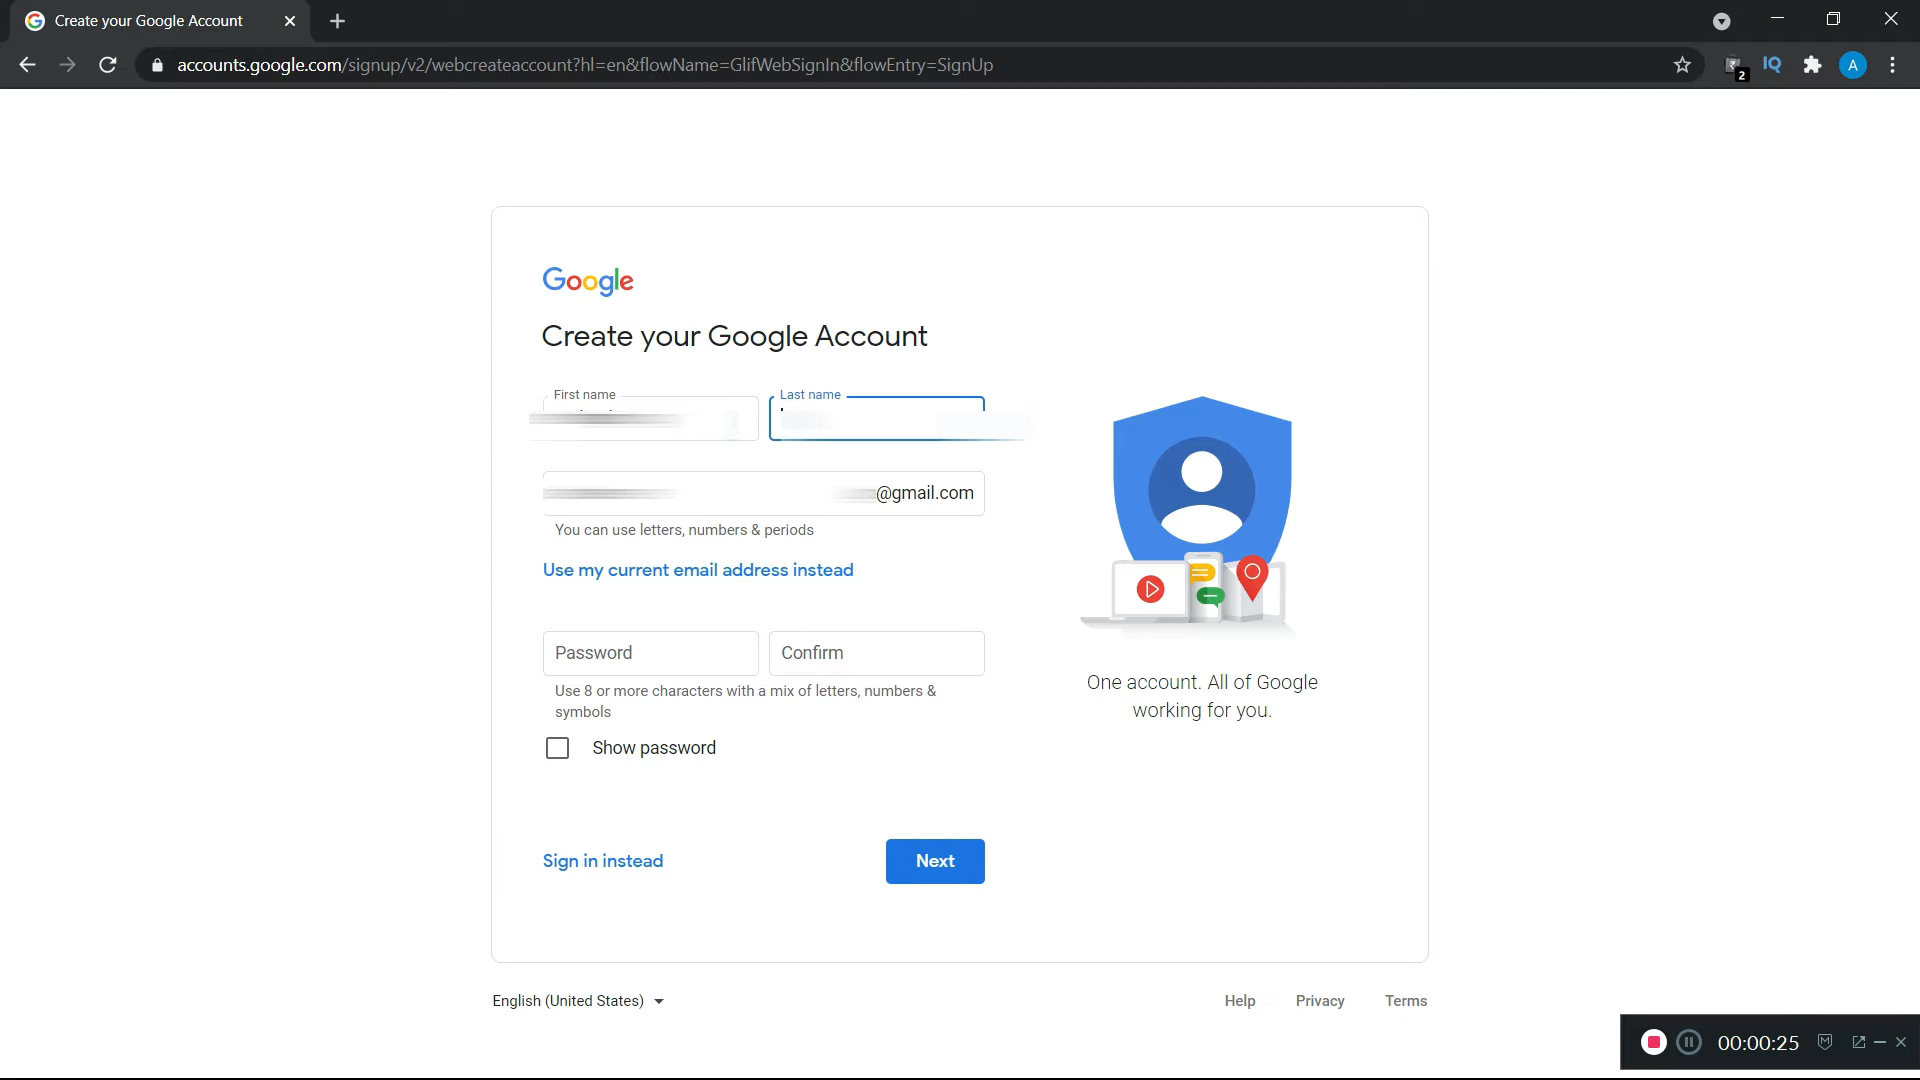 Create your Google Account
accounts.google.com/signup/v2/webcreateaccount?hl=en&flowName=GlifWebSignIn&flowEntry=SignUp
2
IQ
A
Google
Create your Google Account
First name
Last name
@gmail.com
You can use letters, numbers & periods
Use my current email address instead
Password
Confirm
Use 8 or more characters with a mix of letters, numbers &
symbols
Show password
One account. All of Google
working for you.
Sign in instead
Next
English (United States)
Help
Privacy
Terms
00:00:25